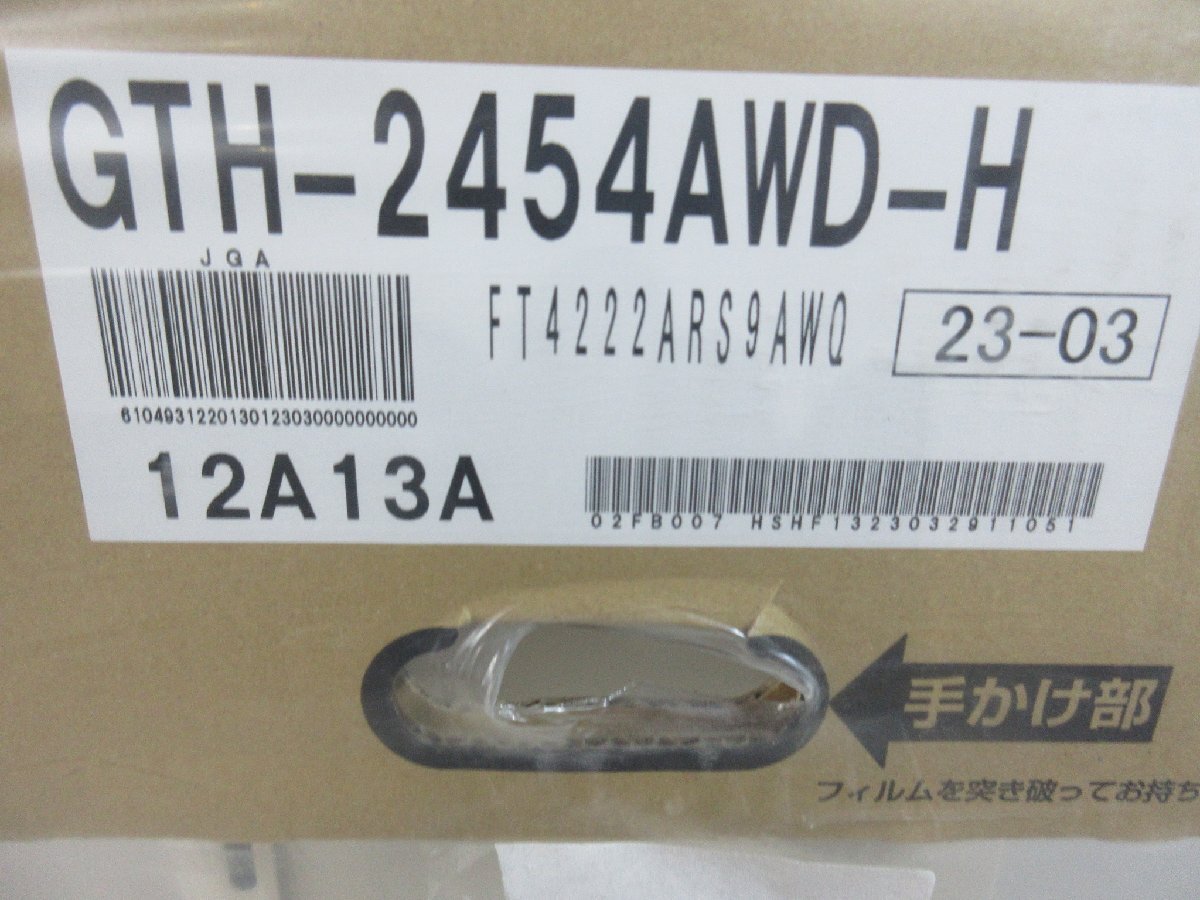 GTH-2454AWD-H
JGA
FT4222ARS9AWQ
23-03
6104931220130123030000000000
12A13A
02FB007 HSHF1323032911051
手かけ部
フィルムを突き破ってお持ち